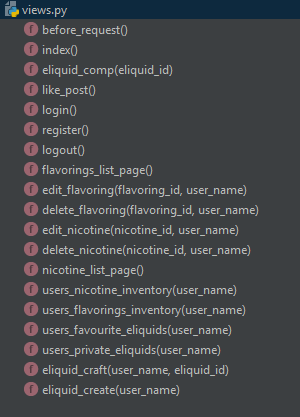 views.py
f before_request()
f index()
f eliquid_comp(eliquid_id)
f like_post()
f login()
f register()
f logout()
f flavorings_list_page()
f edit_flavoring(flavoring_id, user_name)
f delete_flavoring(flavoring_id, user_name)
f edit_nicotine(nicotine_id, user_name)
f delete_nicotine(nicotine_id, user_name)
f nicotine_list_page()
f users_nicotine_inventory(user_name)
f users_flavorings_inventory(user_name)
f users_favourite_eliquids(user_name)
f users_private_eliquids(user_name)
f eliquid_craft(user_name, eliquid_id)
f eliquid_create(user_name)